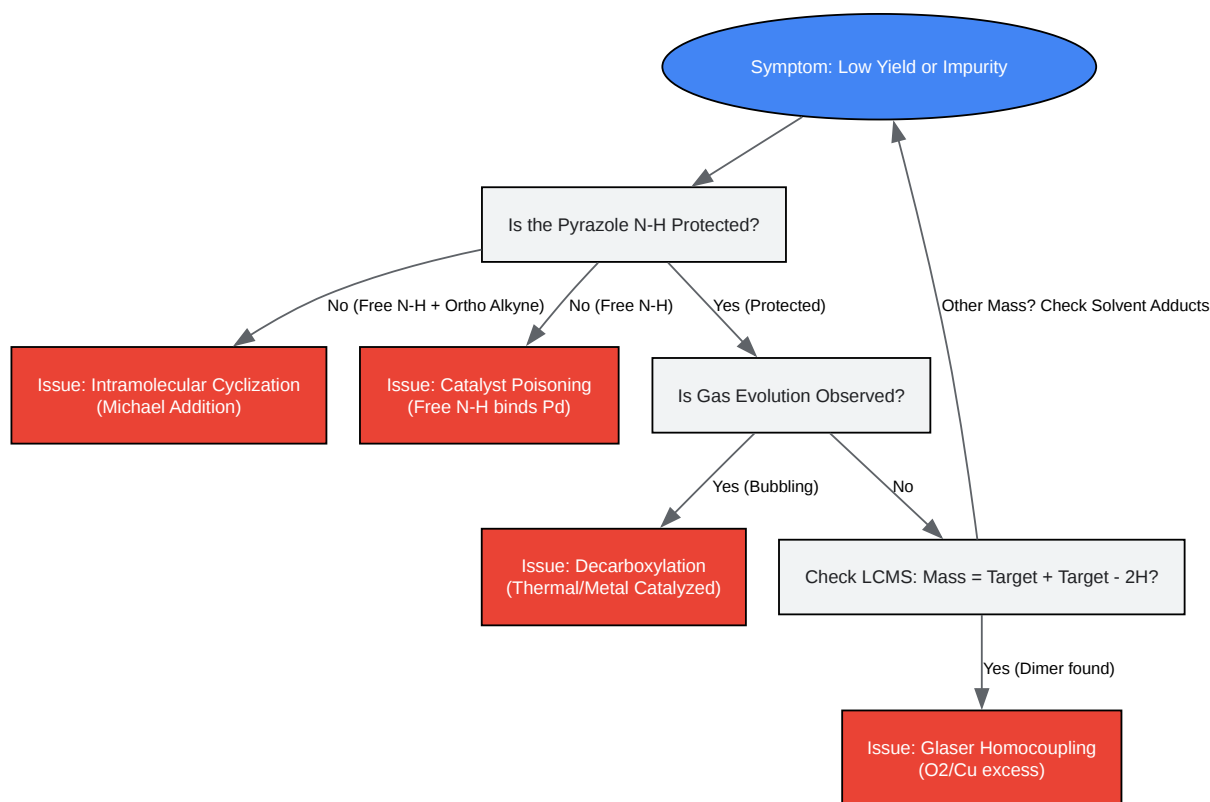 Symptom: Low Yield or Impurity
Is the Pyrazole N-H Protected?
No (Free N-H + Ortho Alkyne)
No (Free N-H)
Yes (Protected)
Other Mass? Check Solvent Adducts
Issue: Intramolecular Cyclization
(Michael Addition)
Issue: Catalyst Poisoning
(Free N-H binds Pd)
Is Gas Evolution Observed?
Yes (Bubbling)
No
Issue: Decarboxylation
(Thermal/Metal Catalyzed)
Check LCMS: Mass = Target + Target - 2H?
Yes (Dimer found)
Issue: Glaser Homocoupling
(O2/Cu excess)